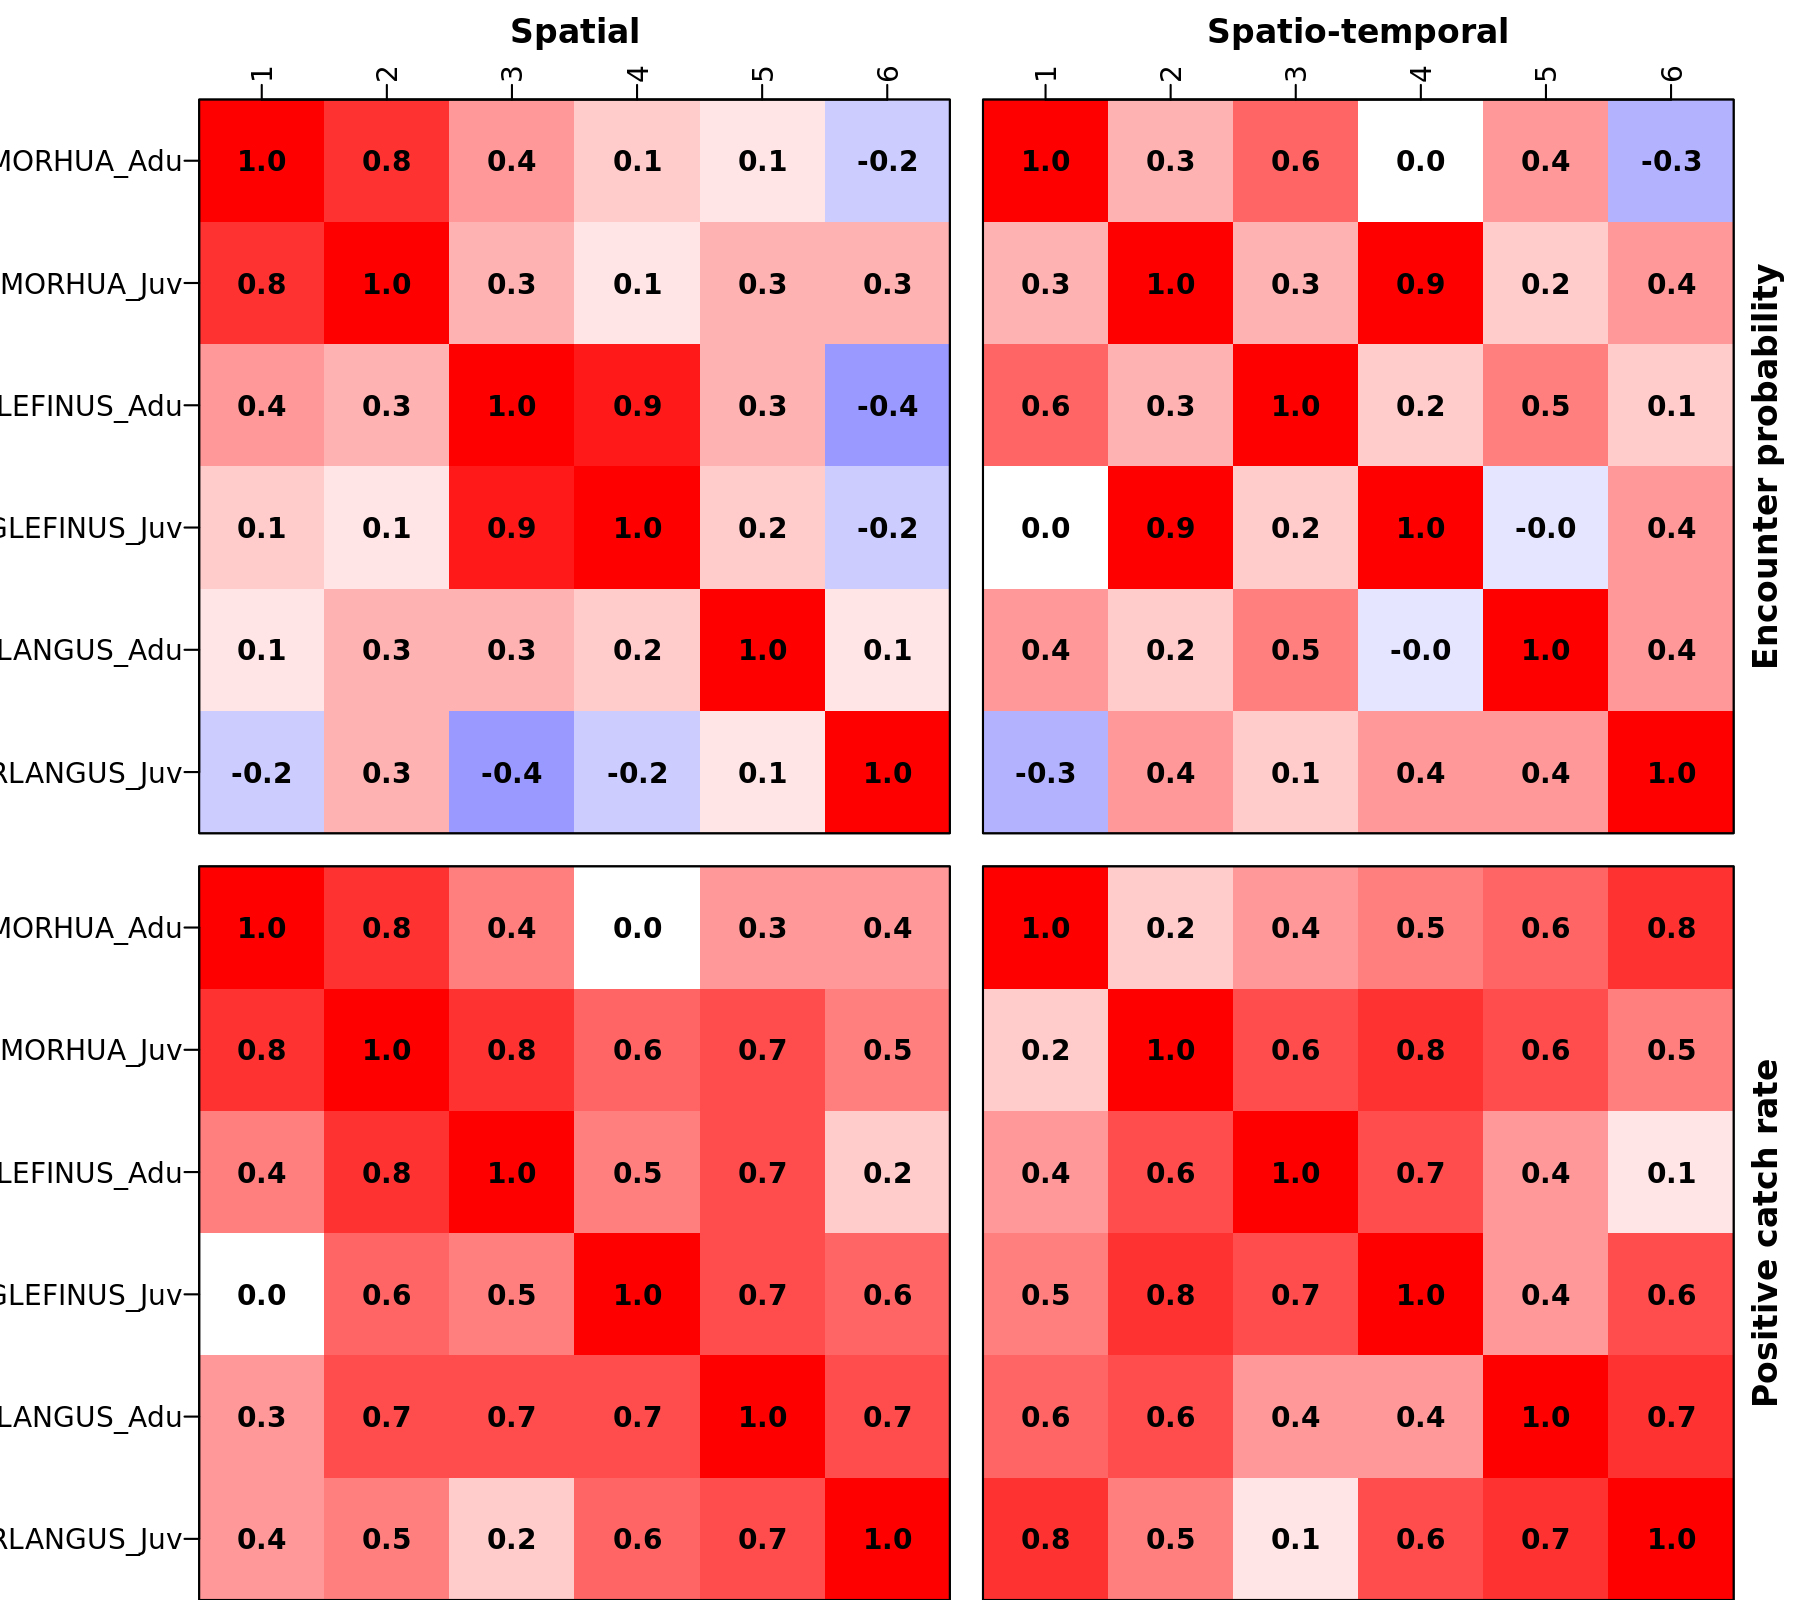 Spatial Spatio-temporal
1 2 3 4 5 6 1 2 3 4 5 6
MORHUA_Adu 1.0 0.8 0.4 0.1 0.1 -0.2 1.0 0.3 0.6 0.0 0.4 -0.3
MORHUA_Juv 0.8 1.0 0.3 0.1 0.3 0.3 0.3 1.0 0.3 0.9 0.2 0.4
LEFINUS_Adu 0.4 0.3 1.0 0.9 0.3 -0.4 0.6 0.3 1.0 0.2 0.5 0.1
GLEFINUS_Juv 0.1 0.1 0.9 1.0 0.2 -0.2 0.0 0.9 0.2 1.0 -0.0 0.4
LANGUS_Adu 0.1 0.3 0.3 0.2 1.0 0.1 0.4 0.2 0.5 -0.0 1.0 0.4
RLANGUS_Juv -0.2 0.3 -0.4 -0.2 0.1 1.0 -0.3 0.4 0.1 0.4 0.4 1.0
Encounter probability
MORHUA_Adu 1.0 0.8 0.4 0.0 0.3 0.4 1.0 0.2 0.4 0.5 0.6 0.8
MORHUA_Juv 0.8 1.0 0.8 0.6 0.7 0.5 0.2 1.0 0.6 0.8 0.6 0.5
LEFINUS_Adu 0.4 0.8 1.0 0.5 0.7 0.2 0.4 0.6 1.0 0.7 0.4 0.1
GLEFINUS_Juv 0.0 0.6 0.5 1.0 0.7 0.6 0.5 0.8 0.7 1.0 0.4 0.6
LANGUS_Adu 0.3 0.7 0.7 0.7 1.0 0.7 0.6 0.6 0.4 0.4 1.0 0.7
RLANGUS_Juv 0.4 0.5 0.2 0.6 0.7 1.0 0.8 0.5 0.1 0.6 0.7 1.0
Positive catch rate